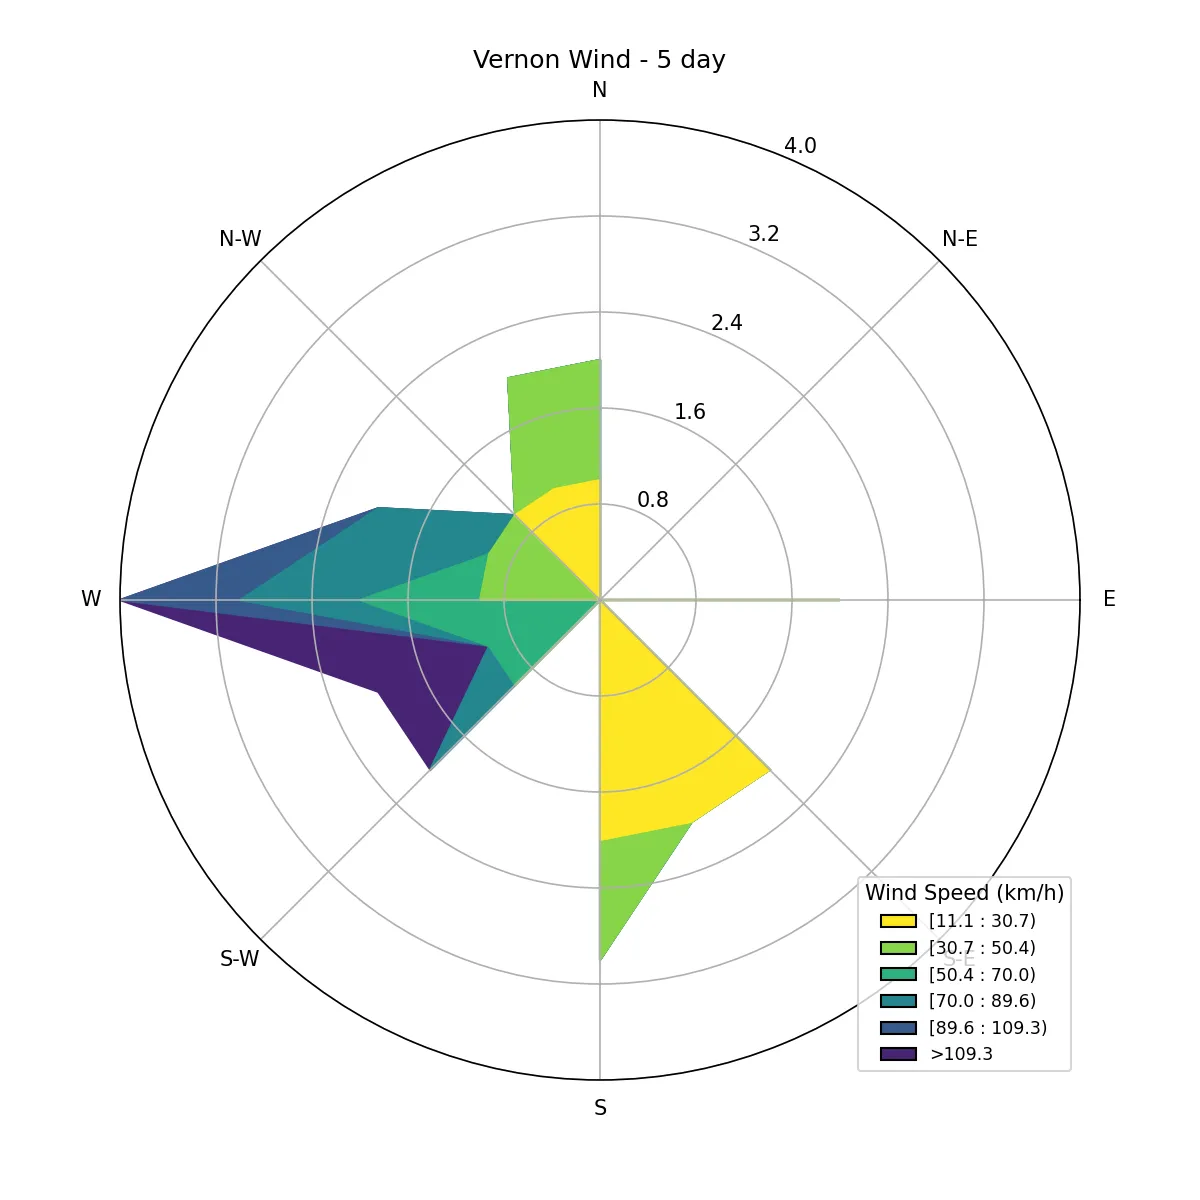 Vernon Wind - 5 day
N
4.0
N-W
3.2
N-E
2.4
1.6
0.8
W
E
S-W
S-E
S
Wind Speed (km/h)
[11.1 : 30.7)
[30.7 : 50.4)
[50.4 : 70.0)
[70.0 : 89.6)
[89.6 : 109.3)
>109.3